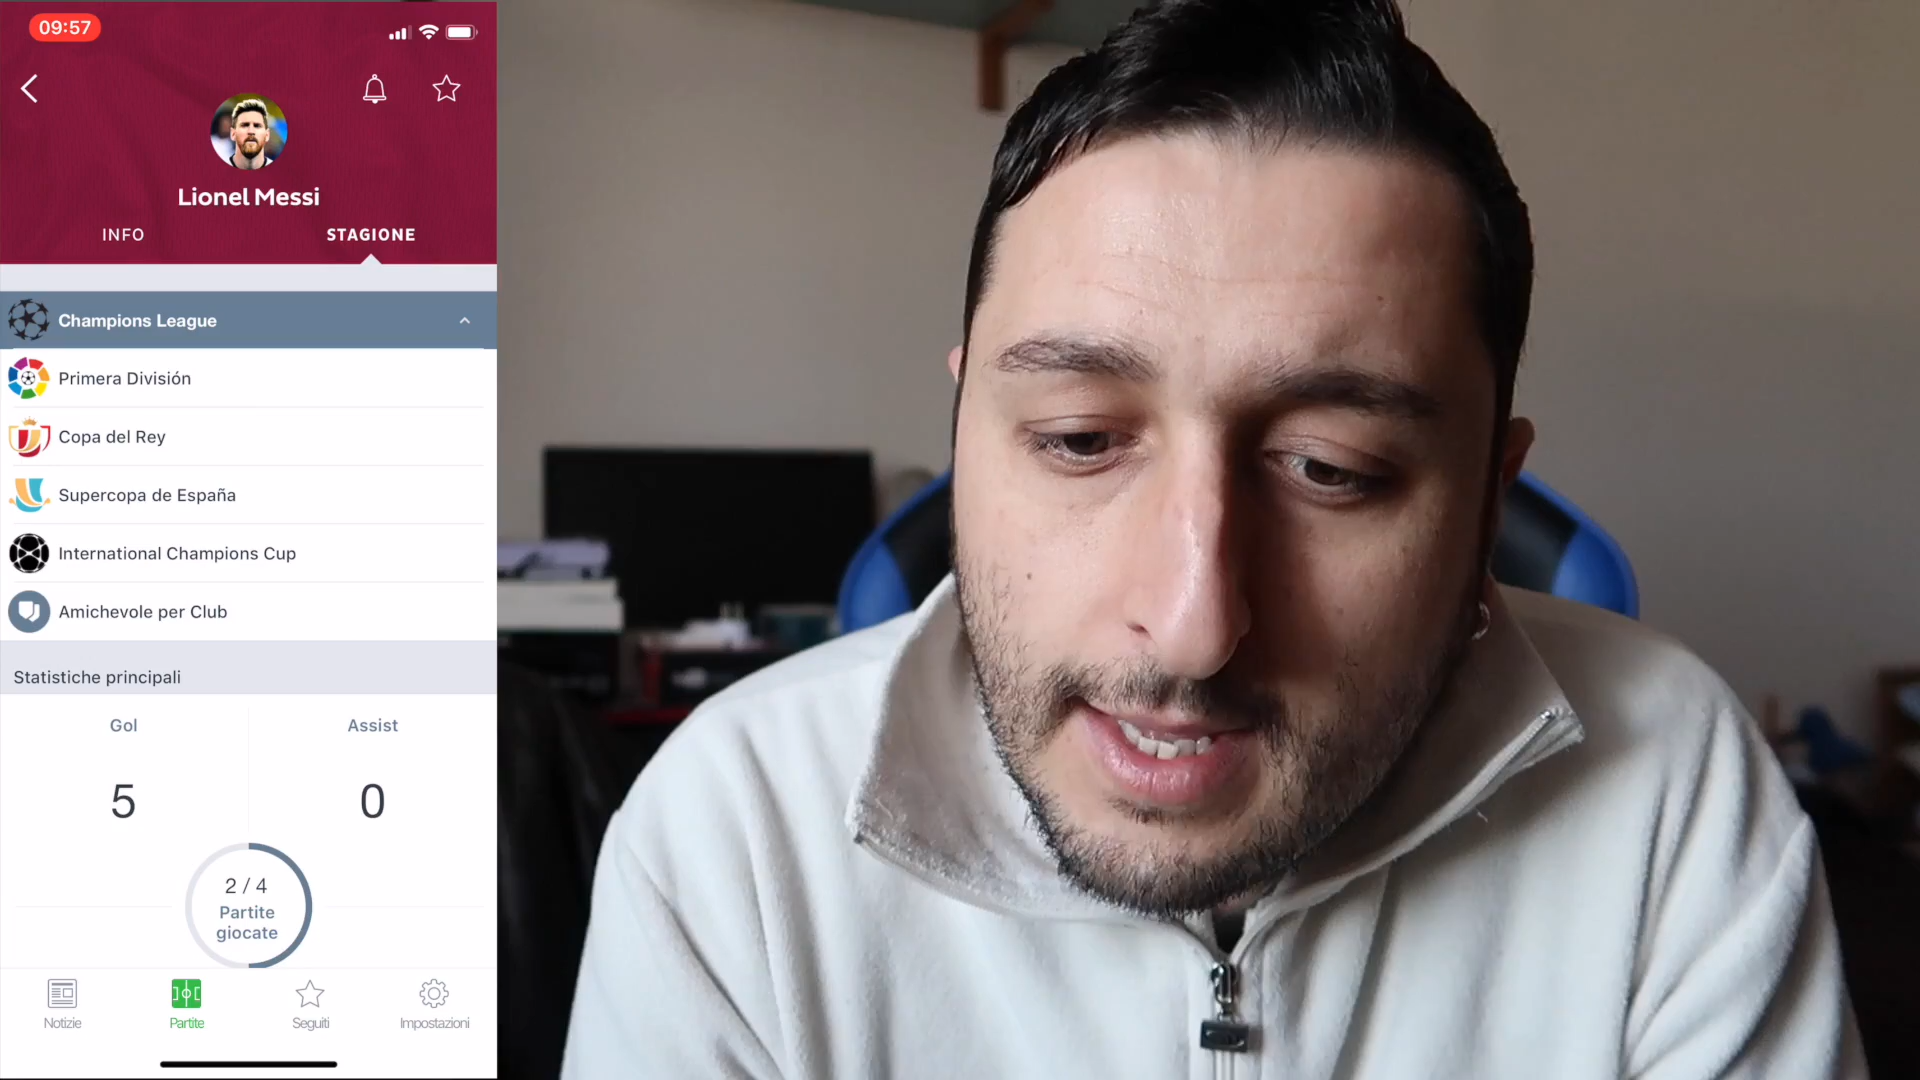 09:57
Lionel Messi
INFO
STAGIONE
Champions League
Primera División
Copa del Rey
Supercopa de España
International Champions Cup
Amichevole per Club
Statistiche principali
Gol
Assist
5
0
2 / 4
Partite
giocate
Notizie
Partite
Seguiti
Impostazioni